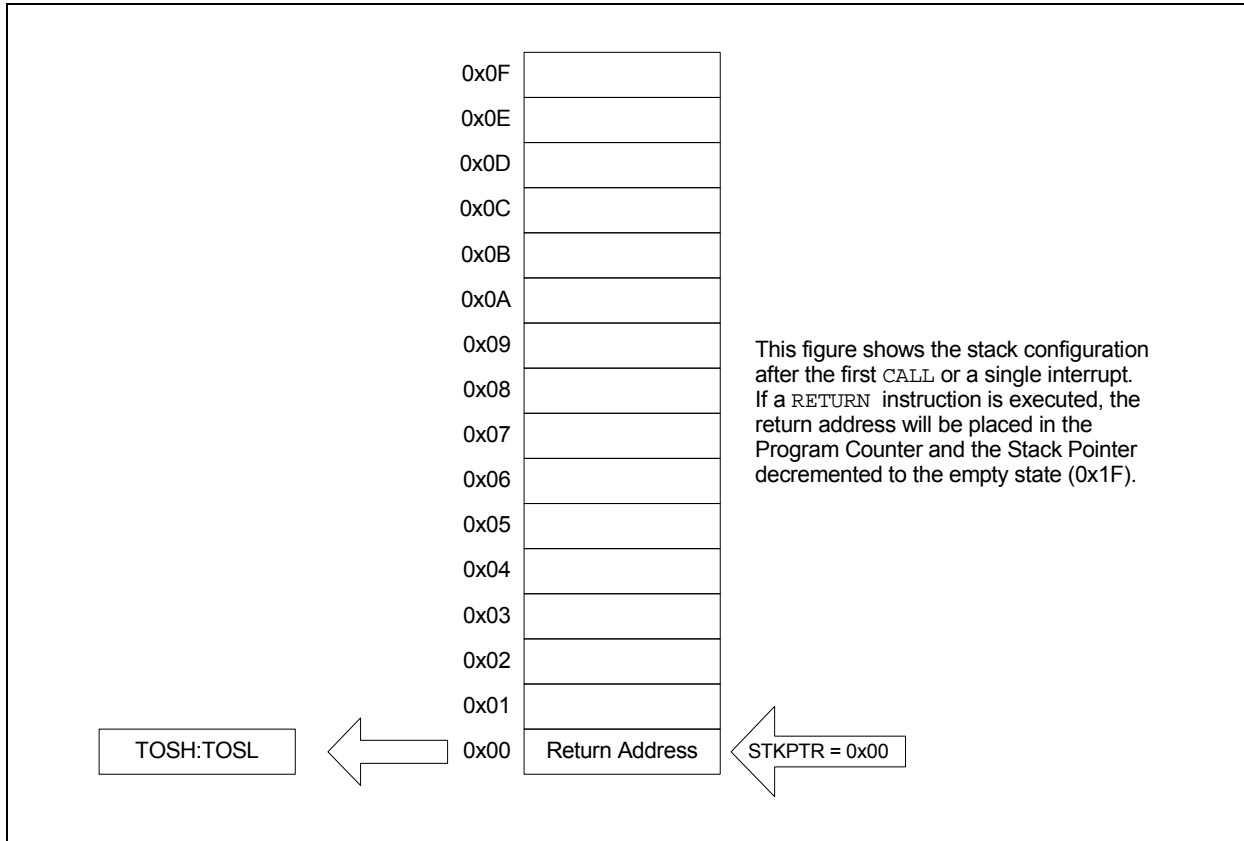 0x0F
0x0E
0x0D
0x0C
0x0B
0x0A
0x09
0x08
0x07
0x06
0x05
0x04
0x03
0x02
0x01
0x00
This figure shows the stack configuration
after the first CALL or a single interrupt.
If a RETURN instruction is executed, the
return address will be placed in the
Program Counter and the Stack Pointer
decremented to the empty state (0x1F).
TOSH:TOSL
Return Address
STKPTR = 0x00